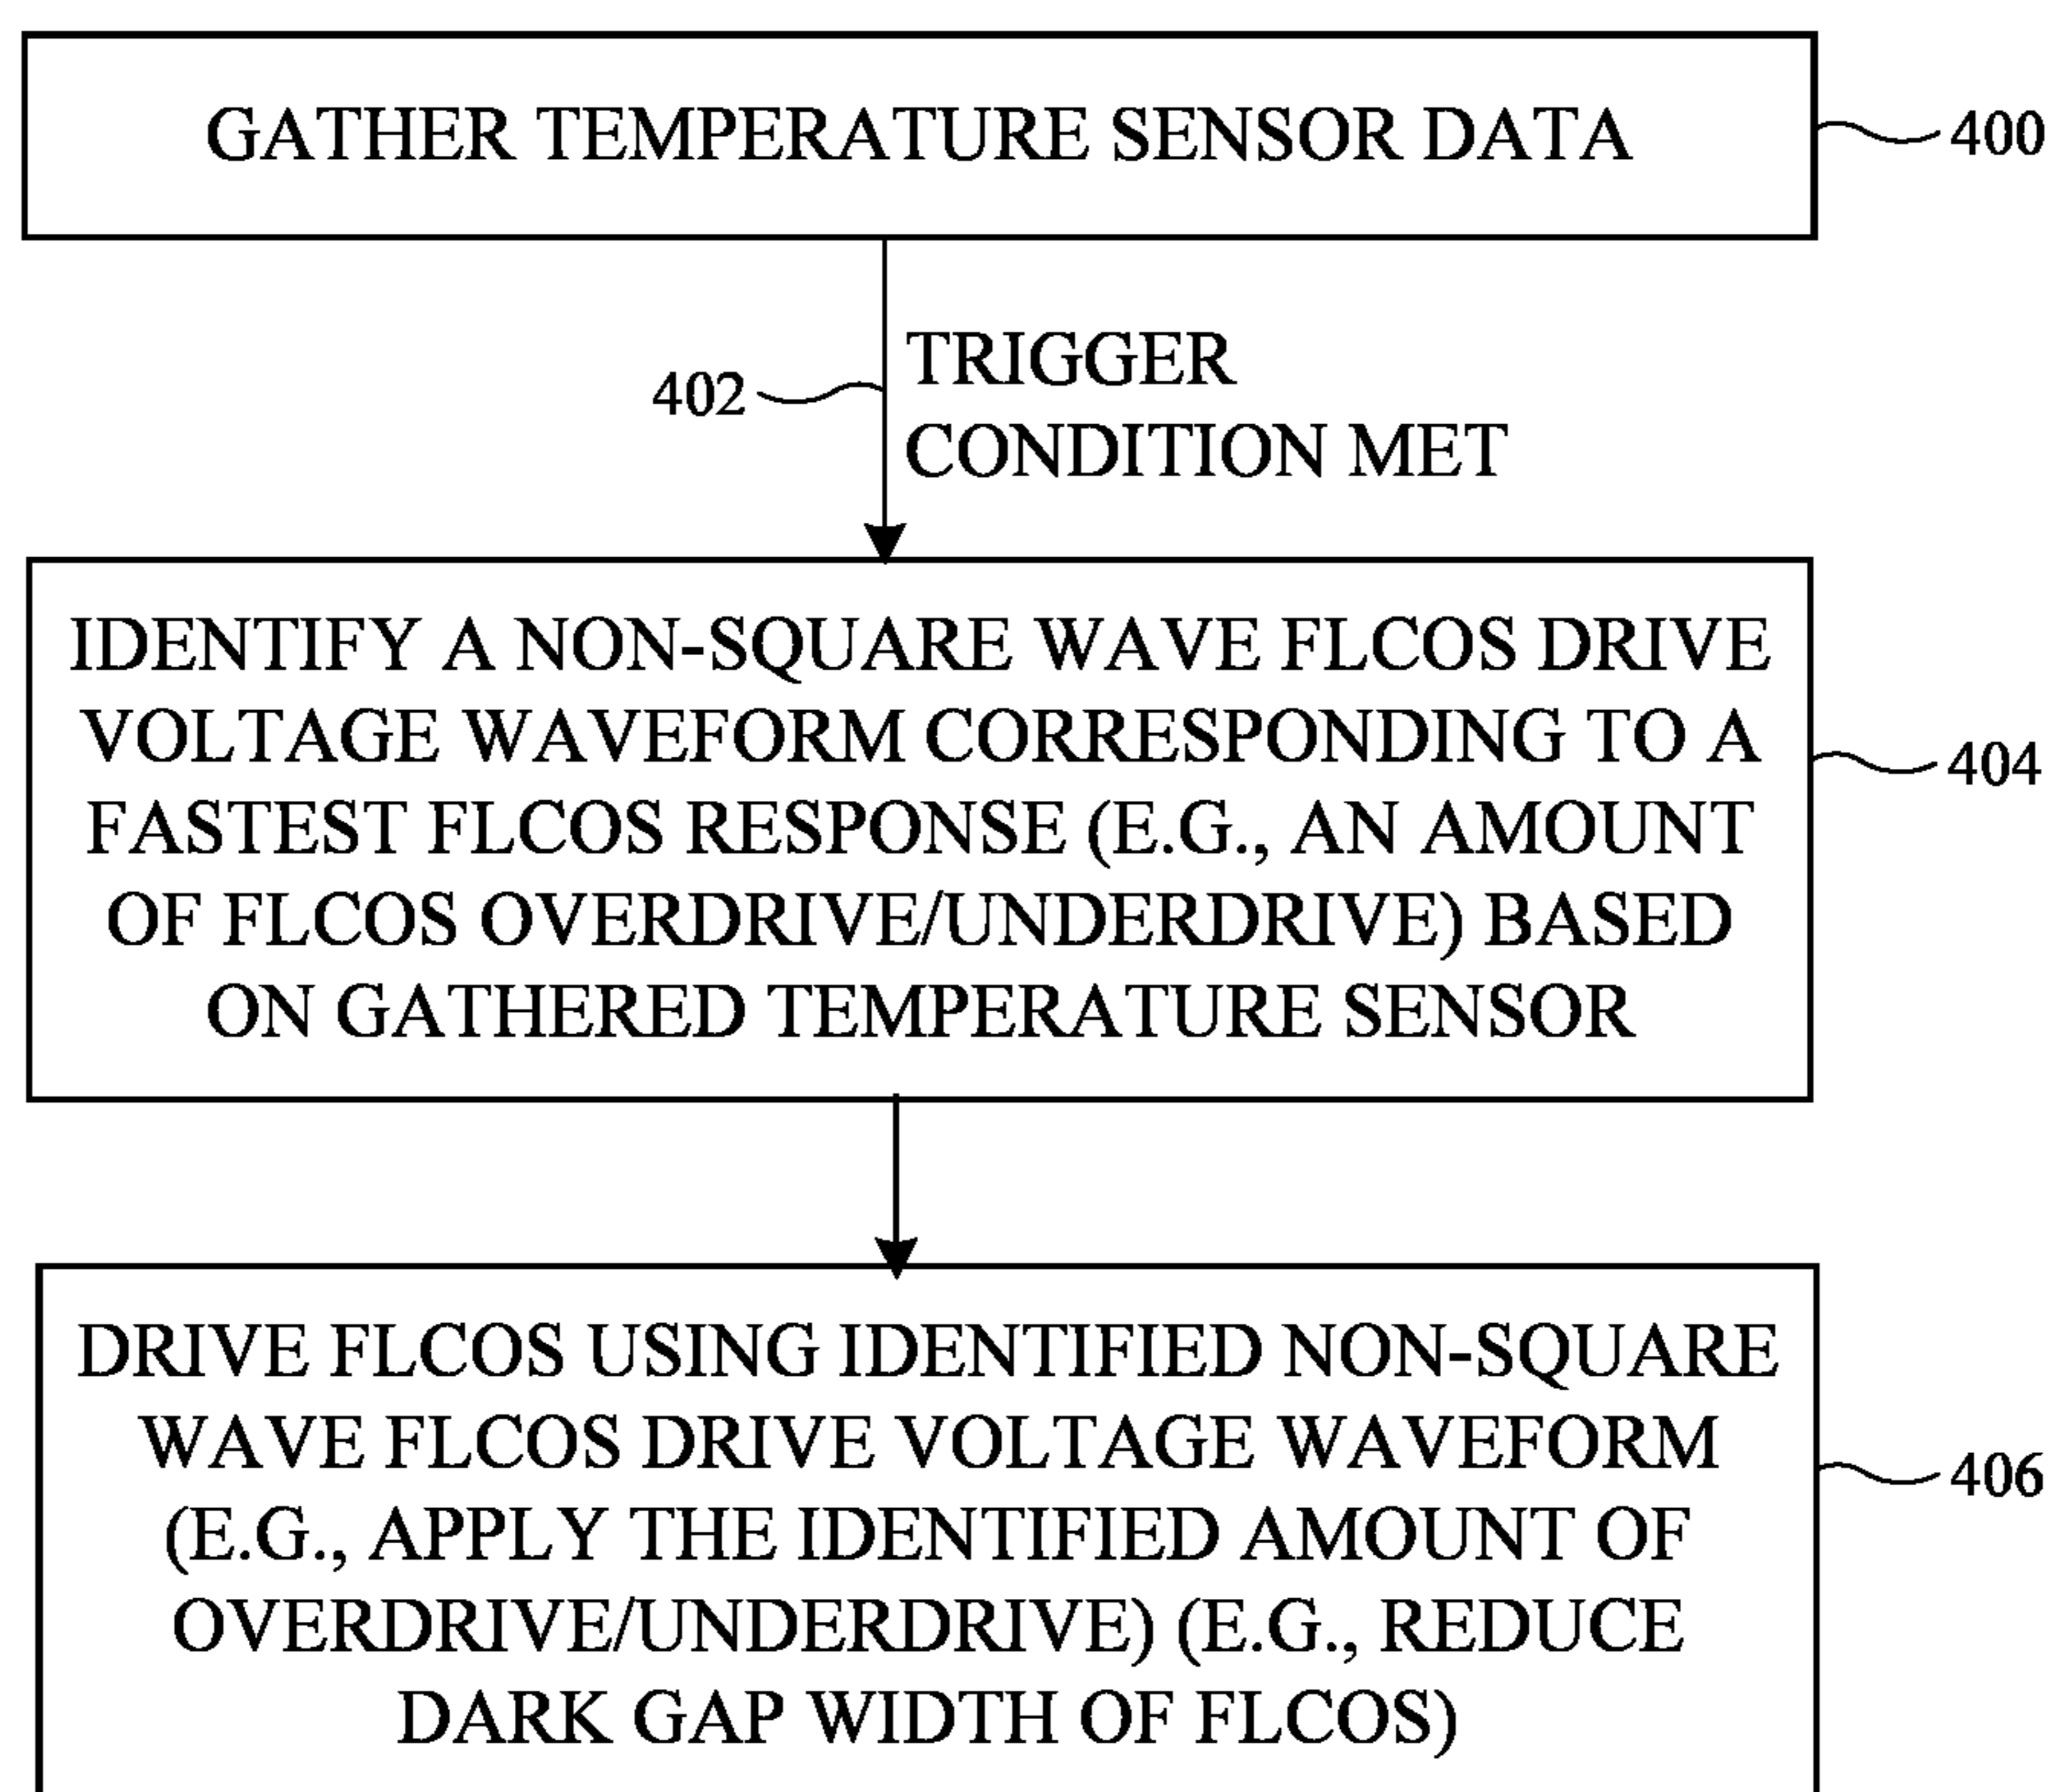 GATHER TEMPERATURE SENSOR DATA
400
402
TRIGGER
CONDITION MET
IDENTIFY A NON-SQUARE WAVE FLCOS DRIVE
VOLTAGE WAVEFORM CORRESPONDING TO A
FASTEST FLCOS RESPONSE (E.G., AN AMOUNT
OF FLCOS OVERDRIVE/UNDERDRIVE) BASED
ON GATHERED TEMPERATURE SENSOR
404
DRIVE FLCOS USING IDENTIFIED NON-SQUARE
WAVE FLCOS DRIVE VOLTAGE WAVEFORM
(E.G., APPLY THE IDENTIFIED AMOUNT OF
OVERDRIVE/UNDERDRIVE) (E.G., REDUCE
DARK GAP WIDTH OF FLCOS)
406